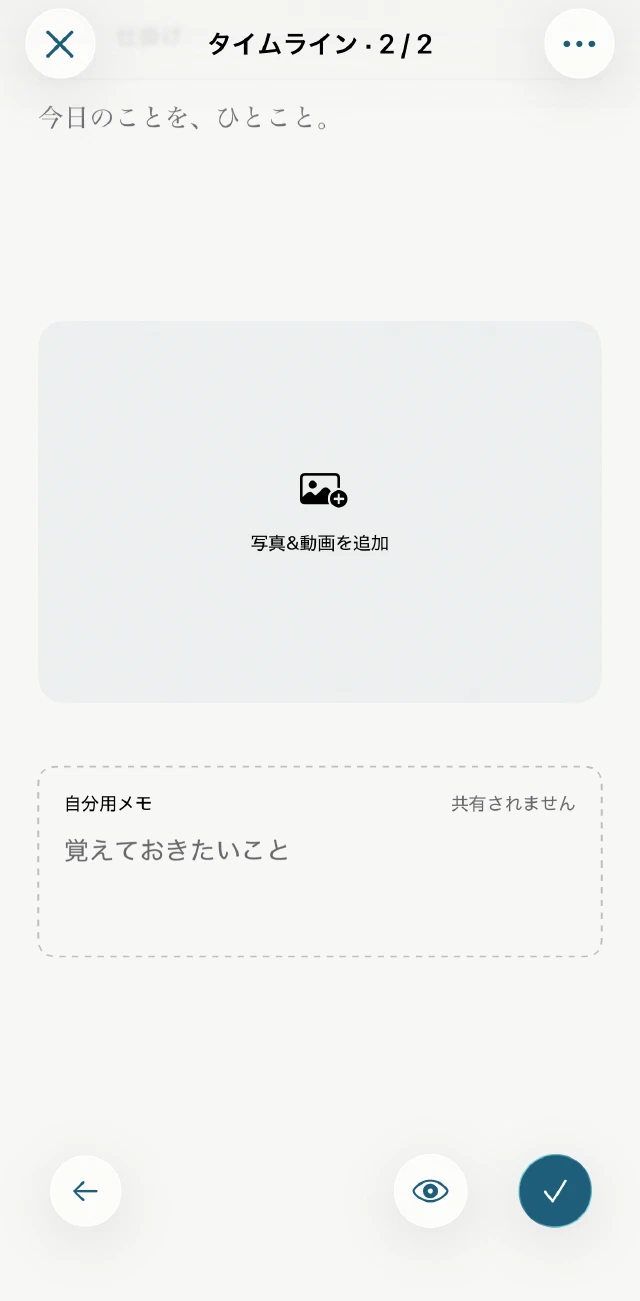 タイムライン · 2 / 2
今日のことを、ひとこと。
写真&動画を追加
自分用メモ
共有されません
覚えておきたいこと